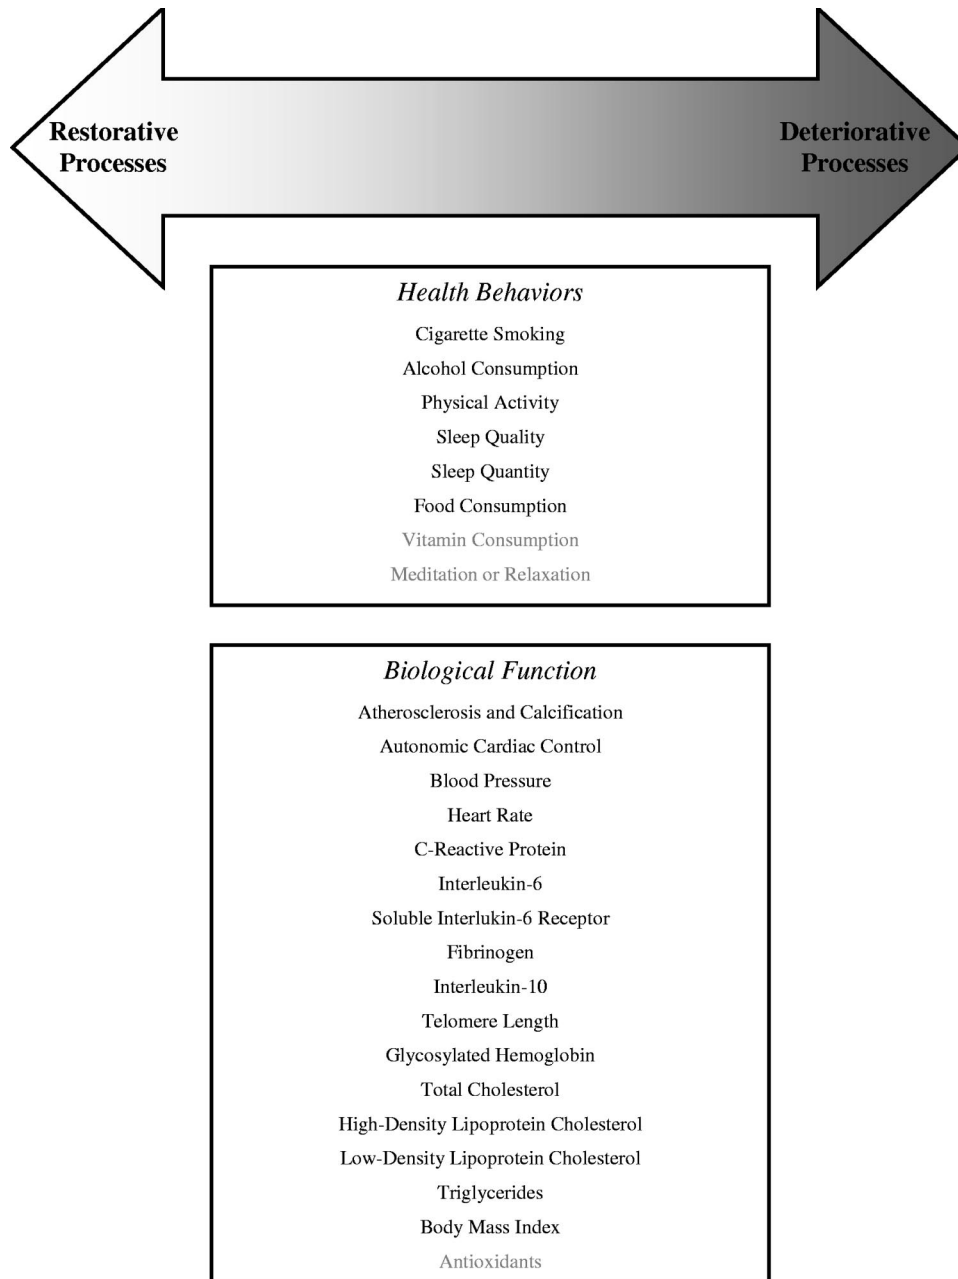 Restorative
Processes
Deteriorative
Processes
Health Behaviors
Cigarette Smoking
Alcohol Consumption
Physical Activity
Sleep Quality
Sleep Quantity
Food Consumption
Vitamin Consumption
Meditation or Relaxation
Biological Function
Atherosclerosis and Calcification
Autonomic Cardiac Control
Blood Pressure
Heart Rate
C-Reactive Protein
Interleukin-6
Soluble Interlukin-6 Receptor
Fibrinogen
Interleukin-10
Telomere Length
Glycosylated Hemoglobin
Total Cholesterol
High-Density Lipoprotein Cholesterol
Low-Density Lipoprotein Cholesterol
Triglycerides
Body Mass Index
Antioxidants